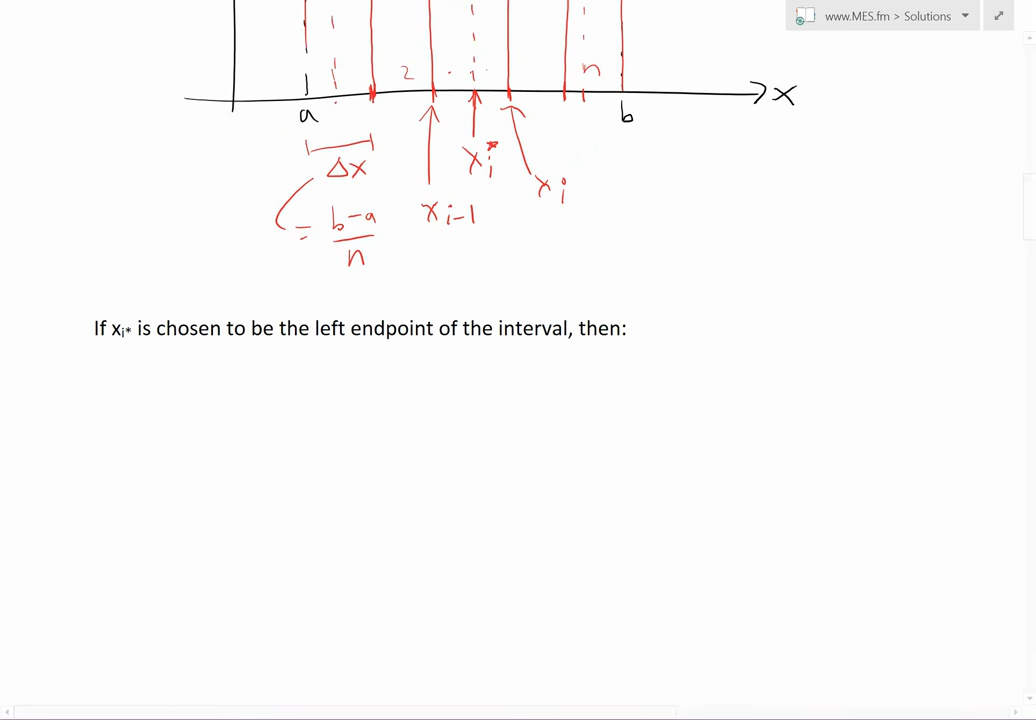 www.MES.fm > Solutions
2 . . n
x
a b
Δx xᵢ* xᵢ
= b-a / n xᵢ₋₁
If xᵢ* is chosen to be the left endpoint of the interval, then: